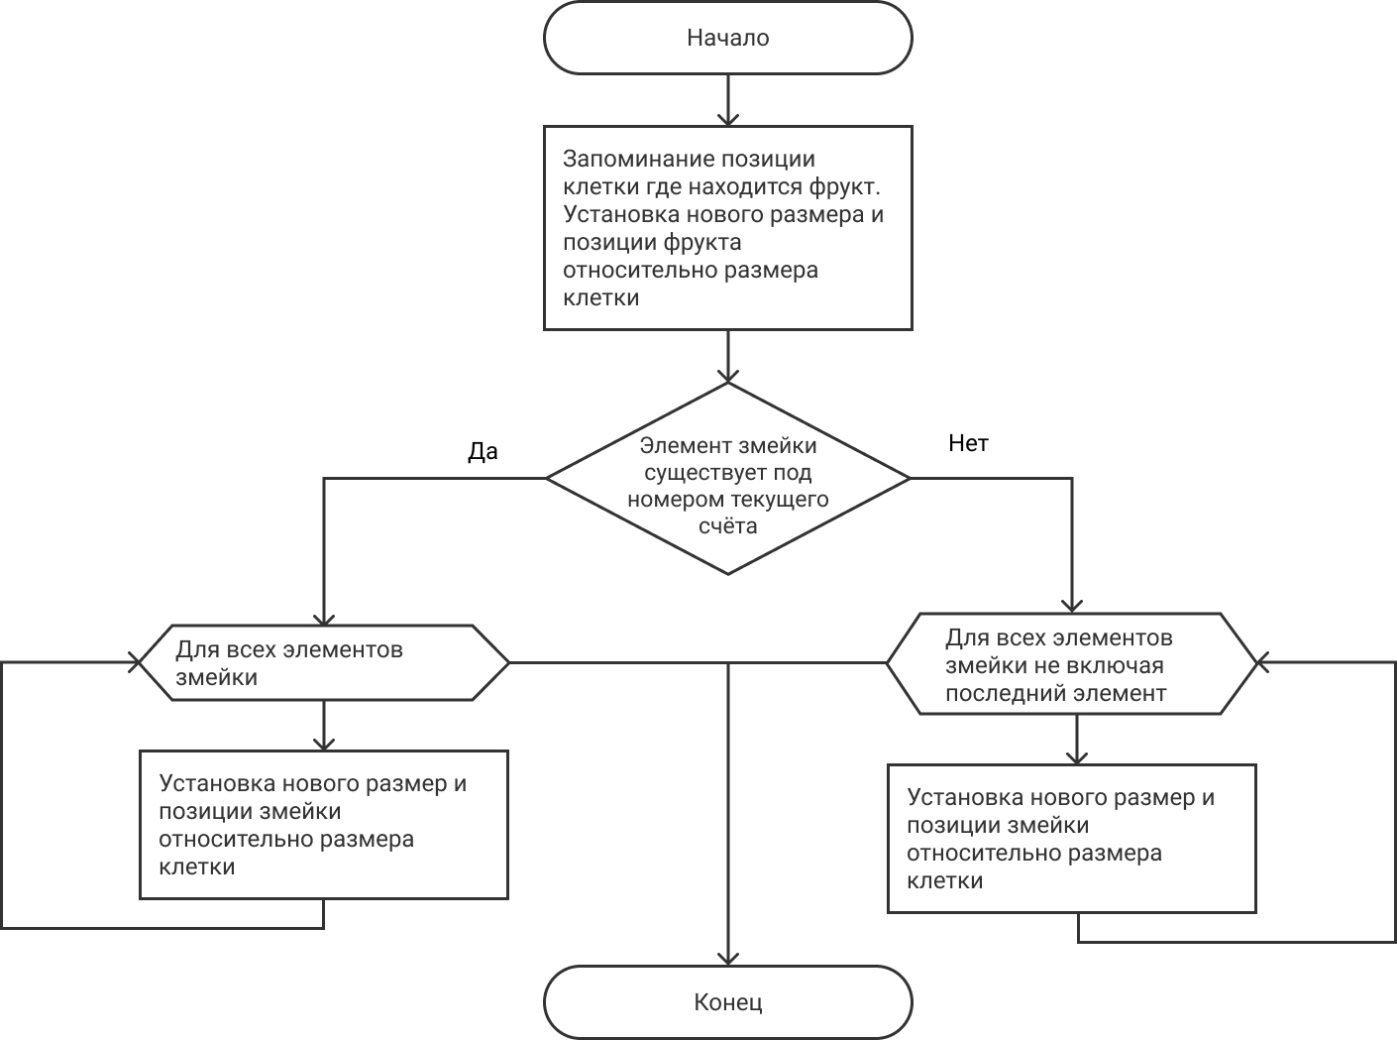 Начало
Запоминание позиции
клетки где находится фрукт.
Установка нового размера и
позиции фрукта
относительно размера
клетки
Да
Элемент змейки
существует под
номером текущего
счёта
Нет
Для всех элементов
змейки
Для всех элементов
змейки не включая
последний элемент
Установка нового размер и
позиции змейки
относительно размера
клетки
Установка нового размер и
позиции змейки
относительно размера
клетки
Конец